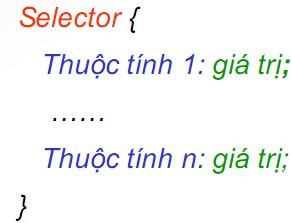 Selector {
Thuộc tính 1: giá trị;
......
Thuộc tính n: giá trị;
}